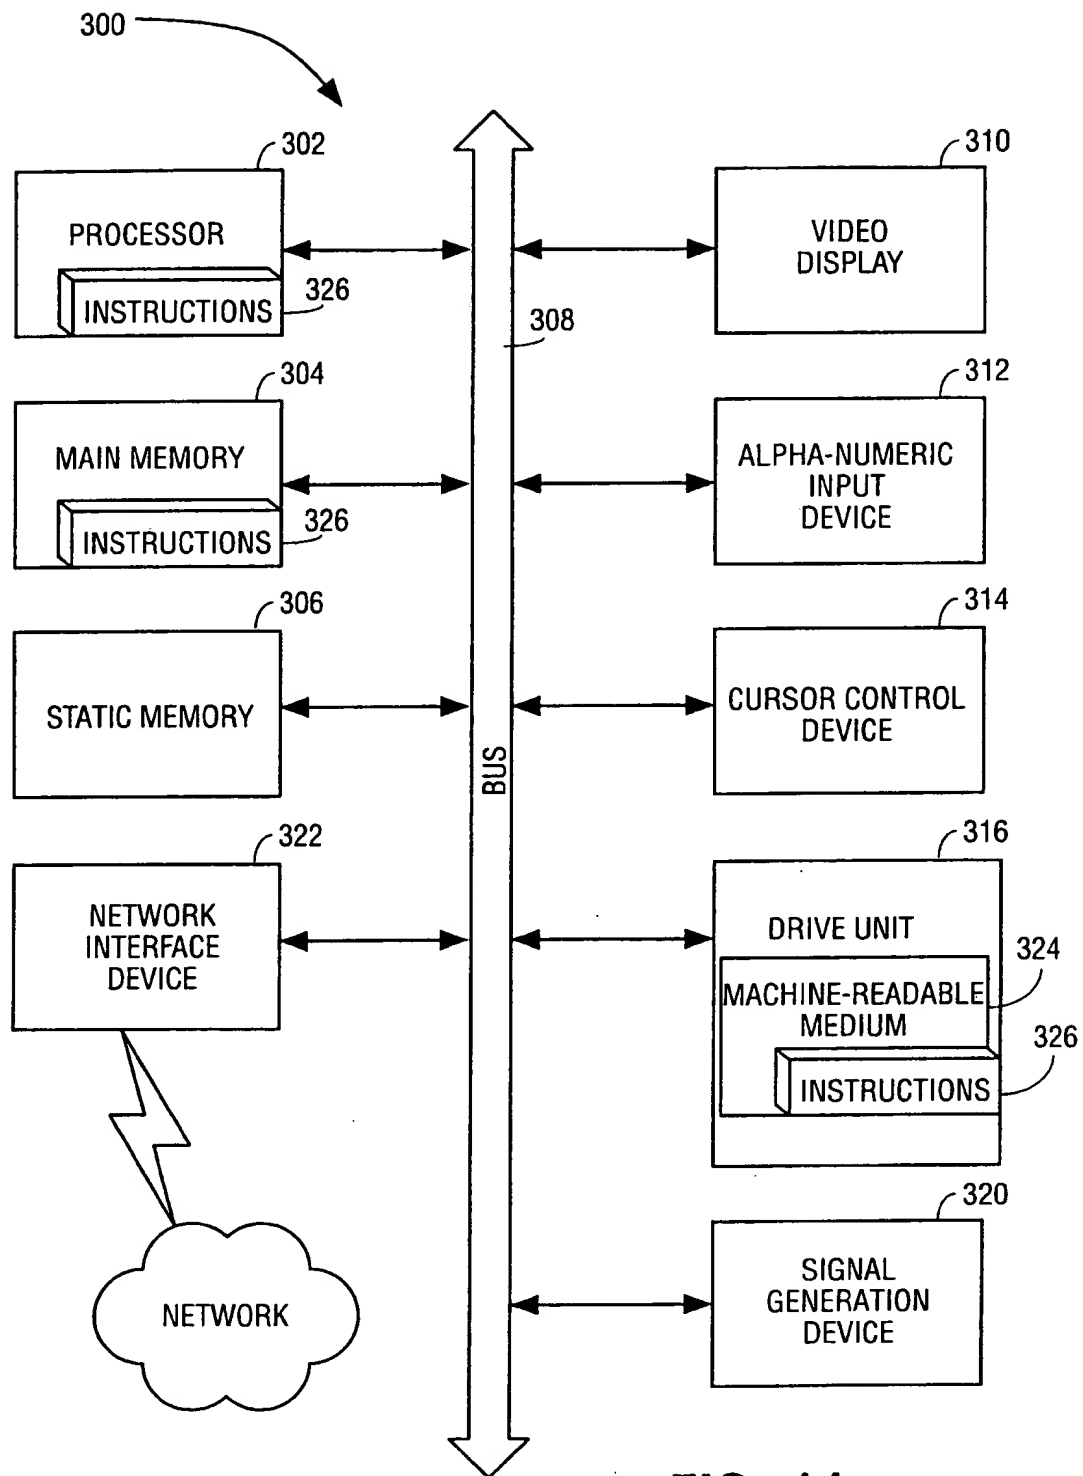 300
302
PROCESSOR
INSTRUCTIONS
326
304
MAIN MEMORY
INSTRUCTIONS
326
306
STATIC MEMORY
322
NETWORK
INTERFACE
DEVICE
NETWORK
308
BUS
310
VIDEO
DISPLAY
312
ALPHA-NUMERIC
INPUT
DEVICE
314
CURSOR CONTROL
DEVICE
316
DRIVE UNIT
324
MACHINE-READABLE
MEDIUM
326
INSTRUCTIONS
320
SIGNAL
GENERATION
DEVICE